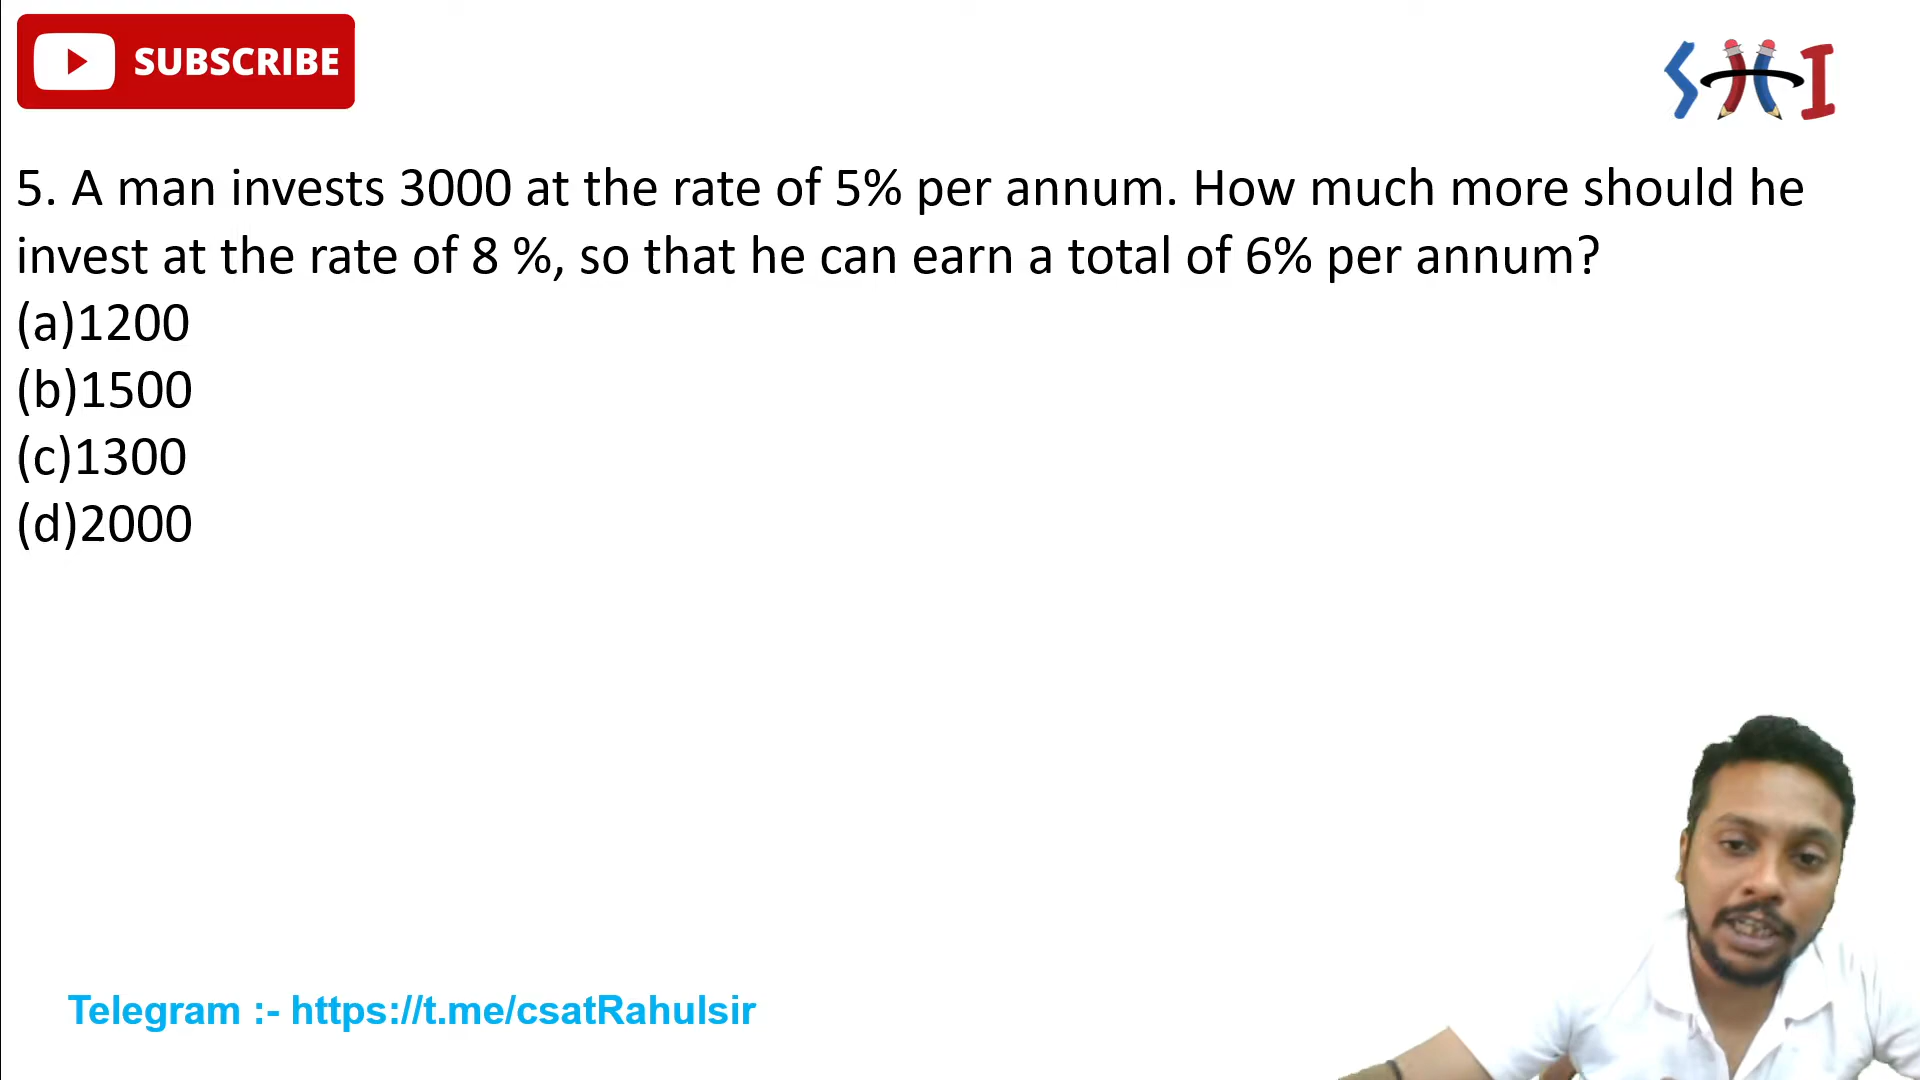 SUBSCRIBE
SHI
5. A man invests 3000 at the rate of 5% per annum. How much more should he
invest at the rate of 8 %, so that he can earn a total of 6% per annum?
(a)1200
(b)1500
(c)1300
(d)2000
Telegram :- https://t.me/csatRahulsir